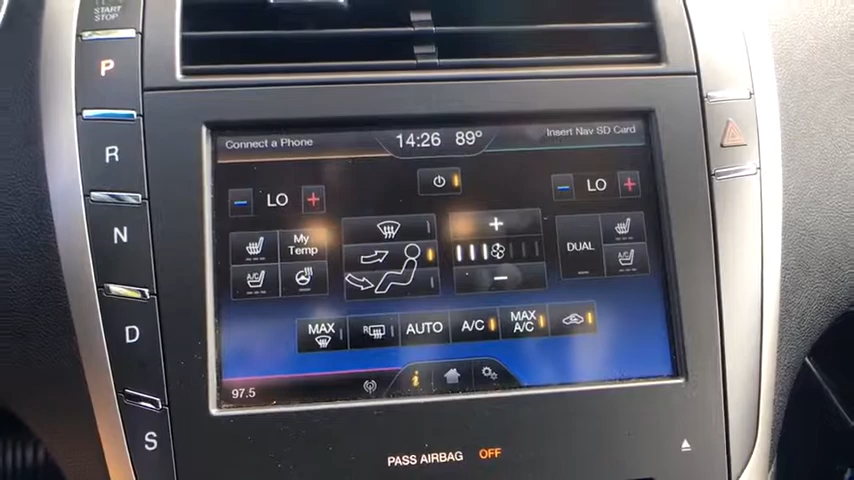 START
STOP
P
Connect a Phone
14:26 89°
Insert Nav SD Card
R
LO
LO
N
My
Temp
DUAL
A/C
A/C
D
MAX
R
AUTO
A/C
MAX
A/C
97.5
i
S
PASS AIRBAG OFF